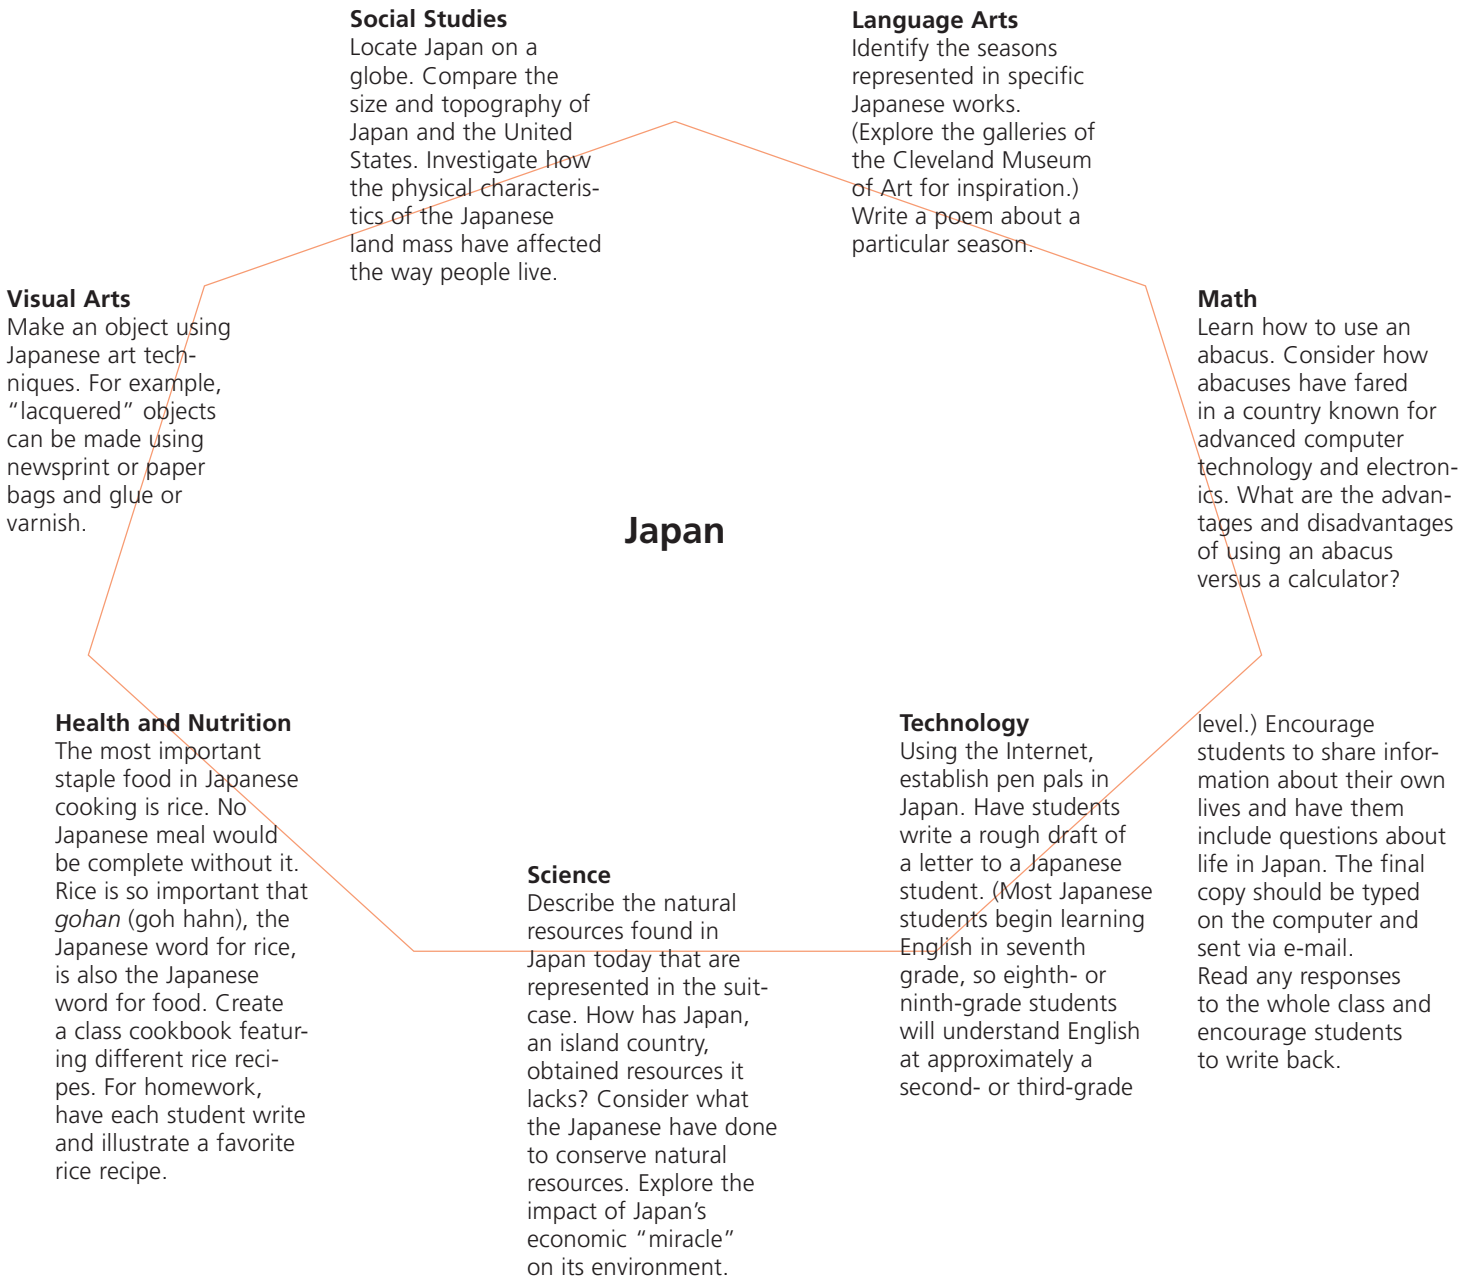 Social Studies
Locate Japan on a
globe. Compare the
size and topography of
Japan and the United
States. Investigate how
the physical characteris-
tics of the Japanese
land mass have affected
the way people live.
Language Arts
Identify the seasons
represented in specific
Japanese works.
(Explore the galleries of
the Cleveland Museum
of Art for inspiration.)
Write a poem about a
particular season.
Visual Arts
Make an object using
Japanese art tech-
niques. For example,
“lacquered” objects
can be made using
newsprint or paper
bags and glue or
varnish.
Math
Learn how to use an
abacus. Consider how
abacuses have fared
in a country known for
advanced computer
technology and electron-
ics. What are the advan-
tages and disadvantages
of using an abacus
versus a calculator?
Japan
Health and Nutrition
The most important
staple food in Japanese
cooking is rice. No
Japanese meal would
be complete without it.
Rice is so important that
gohan (goh hahn), the
Japanese word for rice,
is also the Japanese
word for food. Create
a class cookbook featur-
ing different rice reci-
pes. For homework,
have each student write
and illustrate a favorite
rice recipe.
Science
Describe the natural
resources found in
Japan today that are
represented in the suit-
case. How has Japan,
an island country,
obtained resources it
lacks? Consider what
the Japanese have done
to conserve natural
resources. Explore the
impact of Japan’s
economic “miracle”
on its environment.
Technology
Using the Internet,
establish pen pals in
Japan. Have students
write a rough draft of
a letter to a Japanese
student. (Most Japanese
students begin learning
English in seventh
grade, so eighth- or
ninth-grade students
will understand English
at approximately a
second- or third-grade
level.) Encourage
students to share infor-
mation about their own
lives and have them
include questions about
life in Japan. The final
copy should be typed
on the computer and
sent via e-mail.
Read any responses
to the whole class and
encourage students
to write back.